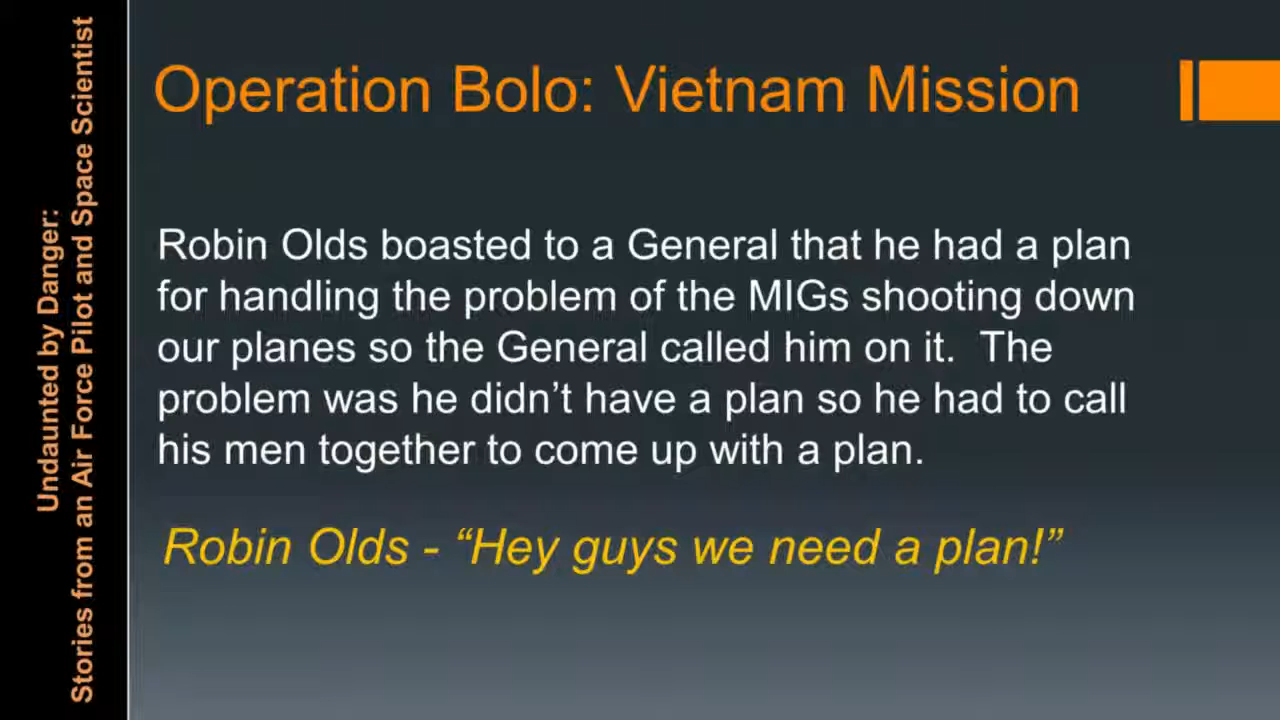 Undaunted by Danger:
Stories from an Air Force Pilot and Space Scientist
Operation Bolo: Vietnam Mission
Robin Olds boasted to a General that he had a plan
for handling the problem of the MIGs shooting down
our planes so the General called him on it.  The
problem was he didn’t have a plan so he had to call
his men together to come up with a plan.
Robin Olds - “Hey guys we need a plan!”